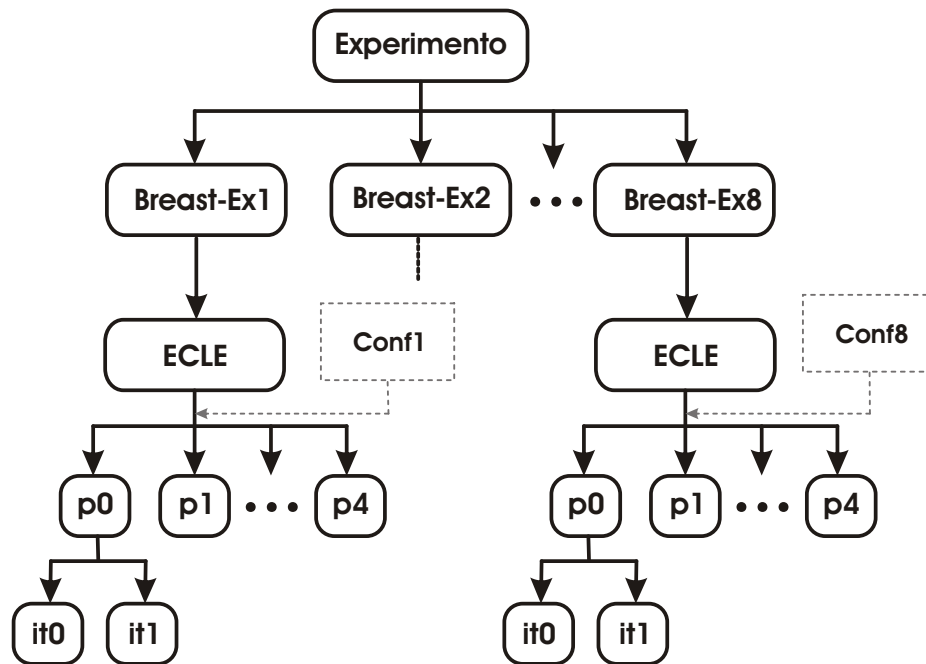 Experimento
Breast-Ex1
Breast-Ex2
Breast-Ex8
ECLE
Conf1
ECLE
Conf8
p0
p1
p4
p0
p1
p4
it0
it1
it0
it1